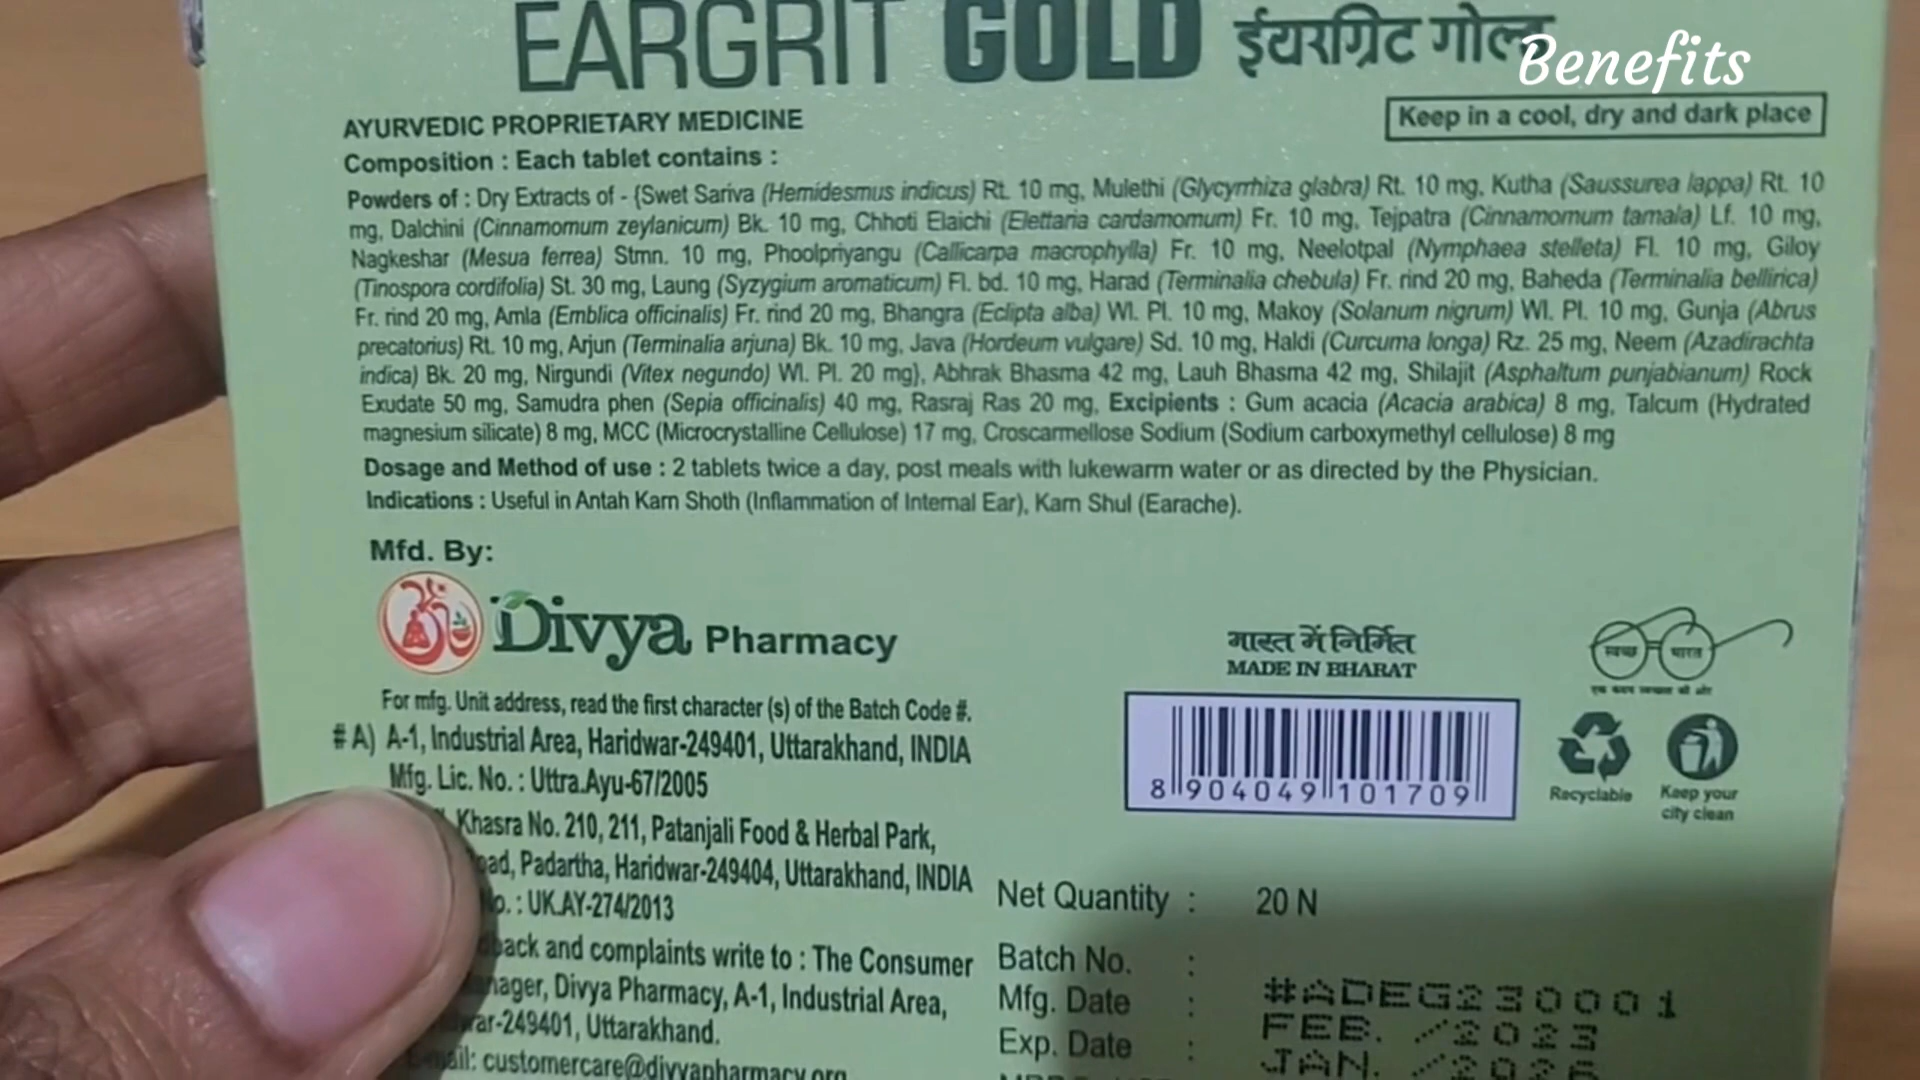 EARGRIT GOLD ईयरग्रिट गोल्ड
Benefits
AYURVEDIC PROPRIETARY MEDICINE
Keep in a cool, dry and dark place
Composition : Each tablet contains :
Powders of : Dry Extracts of - {Swet Sariva (Hemidesmus indicus) Rt. 10 mg, Mulethi (Glycyrrhiza glabra) Rt. 10 mg, Kutha (Saussurea lappa) Rt. 10
mg, Dalchini (Cinnamomum zeylanicum) Bk. 10 mg, Chhoti Elaichi (Elettaria cardamomum) Fr. 10 mg, Tejpatra (Cinnamomum tamala) Lf. 10 mg,
Nagkeshar (Mesua ferrea) Stmn. 10 mg, Phoolpriyangu (Callicarpa macrophylla) Fr. 10 mg, Neelotpal (Nymphaea stelleta) Fl. 10 mg, Giloy
(Tinospora cordifolia) St. 30 mg, Laung (Syzygium aromaticum) Fl. bd. 10 mg, Harad (Terminalia chebula) Fr. rind 20 mg, Baheda (Terminalia bellirica)
Fr. rind 20 mg, Amla (Emblica officinalis) Fr. rind 20 mg, Bhangra (Eclipta alba) Wl. Pl. 10 mg, Makoy (Solanum nigrum) Wl. Pl. 10 mg, Gunja (Abrus
precatorius) Rt. 10 mg, Arjun (Terminalia arjuna) Bk. 10 mg, Java (Hordeum vulgare) Sd. 10 mg, Haldi (Curcuma longa) Rz. 25 mg, Neem (Azadirachta
indica) Bk. 20 mg, Nirgundi (Vitex negundo) Wl. Pl. 20 mg}, Abhrak Bhasma 42 mg, Lauh Bhasma 42 mg, Shilajit (Asphaltum punjabianum) Rock
Exudate 50 mg, Samudra phen (Sepia officinalis) 40 mg, Rasraj Ras 20 mg, Excipients : Gum acacia (Acacia arabica) 8 mg, Talcum (Hydrated
magnesium silicate) 8 mg, MCC (Microcrystalline Cellulose) 17 mg, Croscarmellose Sodium (Sodium carboxymethyl cellulose) 8 mg
Dosage and Method of use : 2 tablets twice a day, post meals with lukewarm water or as directed by the Physician.
Indications : Useful in Antah Karn Shoth (Inflammation of Internal Ear), Karn Shul (Earache).
Mfd. By:
Divya Pharmacy
For mfg. Unit address, read the first character (s) of the Batch Code #.
# A) A-1, Industrial Area, Haridwar-249401, Uttarakhand, INDIA
Mfg. Lic. No. : Uttra.Ayu-67/2005
Khasra No. 210, 211, Patanjali Food & Herbal Park,
Padartha, Haridwar-249404, Uttarakhand, INDIA
: UK.AY-274/2013
and complaints write to : The Consumer
Divya Pharmacy, A-1, Industrial Area,
249401, Uttarakhand.
customercare@divyapharmacy.org
भारत में निर्मित
MADE IN BHARAT
8 904049 101709
स्वच्छ भारत
एक कदम स्वच्छता की ओर
Recyclable
Keep your
city clean
Net Quantity : 20 N
Batch No. : #ADEG230001
Mfg. Date : FEB. /2023
Exp. Date : JAN. /2026